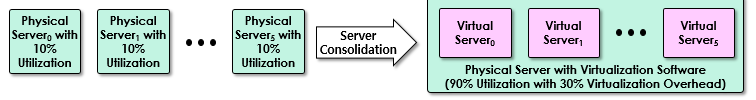 Physical
Server₀ with
10%
Utilization
Physical
Server₁ with
10%
Utilization
Physical
Server₅ with
10%
Utilization
Server
Consolidation
Virtual
Server₀
Virtual
Server₁
Virtual
Server₅
Physical Server with Virtualization Software
(90% Utilization with 30% Virtualization Overhead)